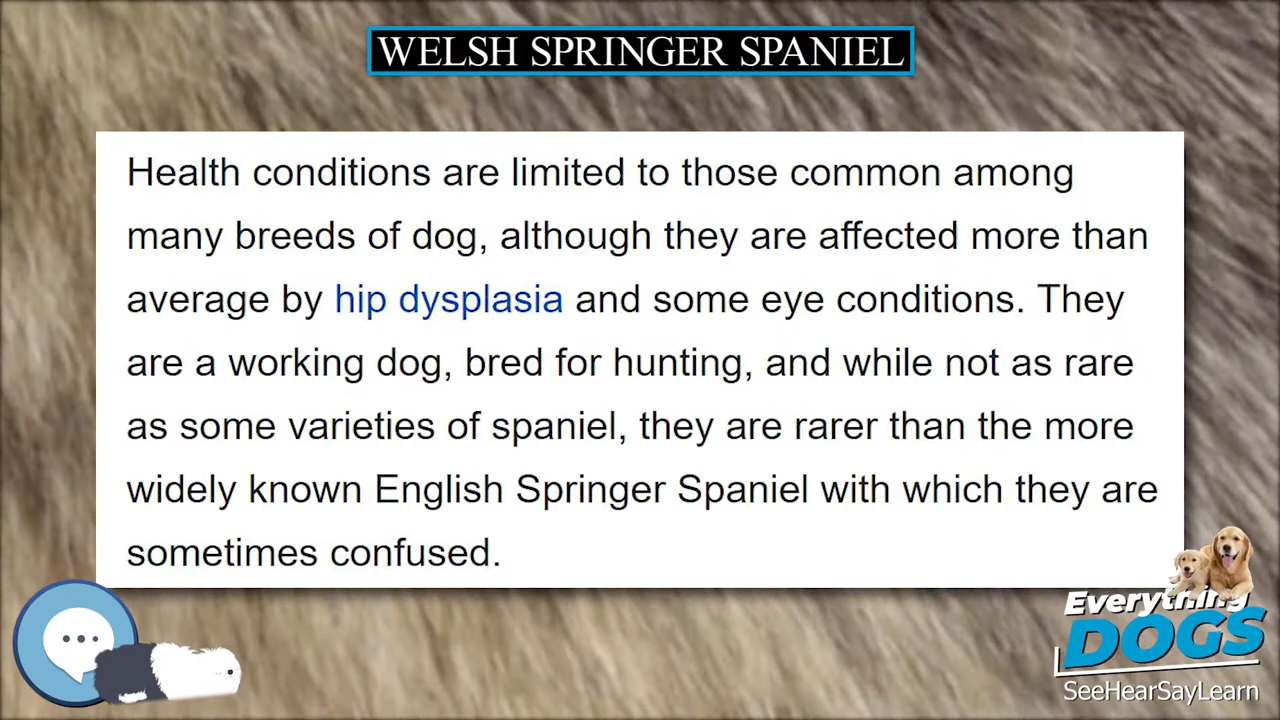 WELSH SPRINGER SPANIEL
Health conditions are limited to those common among
many breeds of dog, although they are affected more than
average by hip dysplasia and some eye conditions. They
are a working dog, bred for hunting, and while not as rare
as some varieties of spaniel, they are rarer than the more
widely known English Springer Spaniel with which they are
sometimes confused.
Everything
DOGS
SeeHearSayLearn